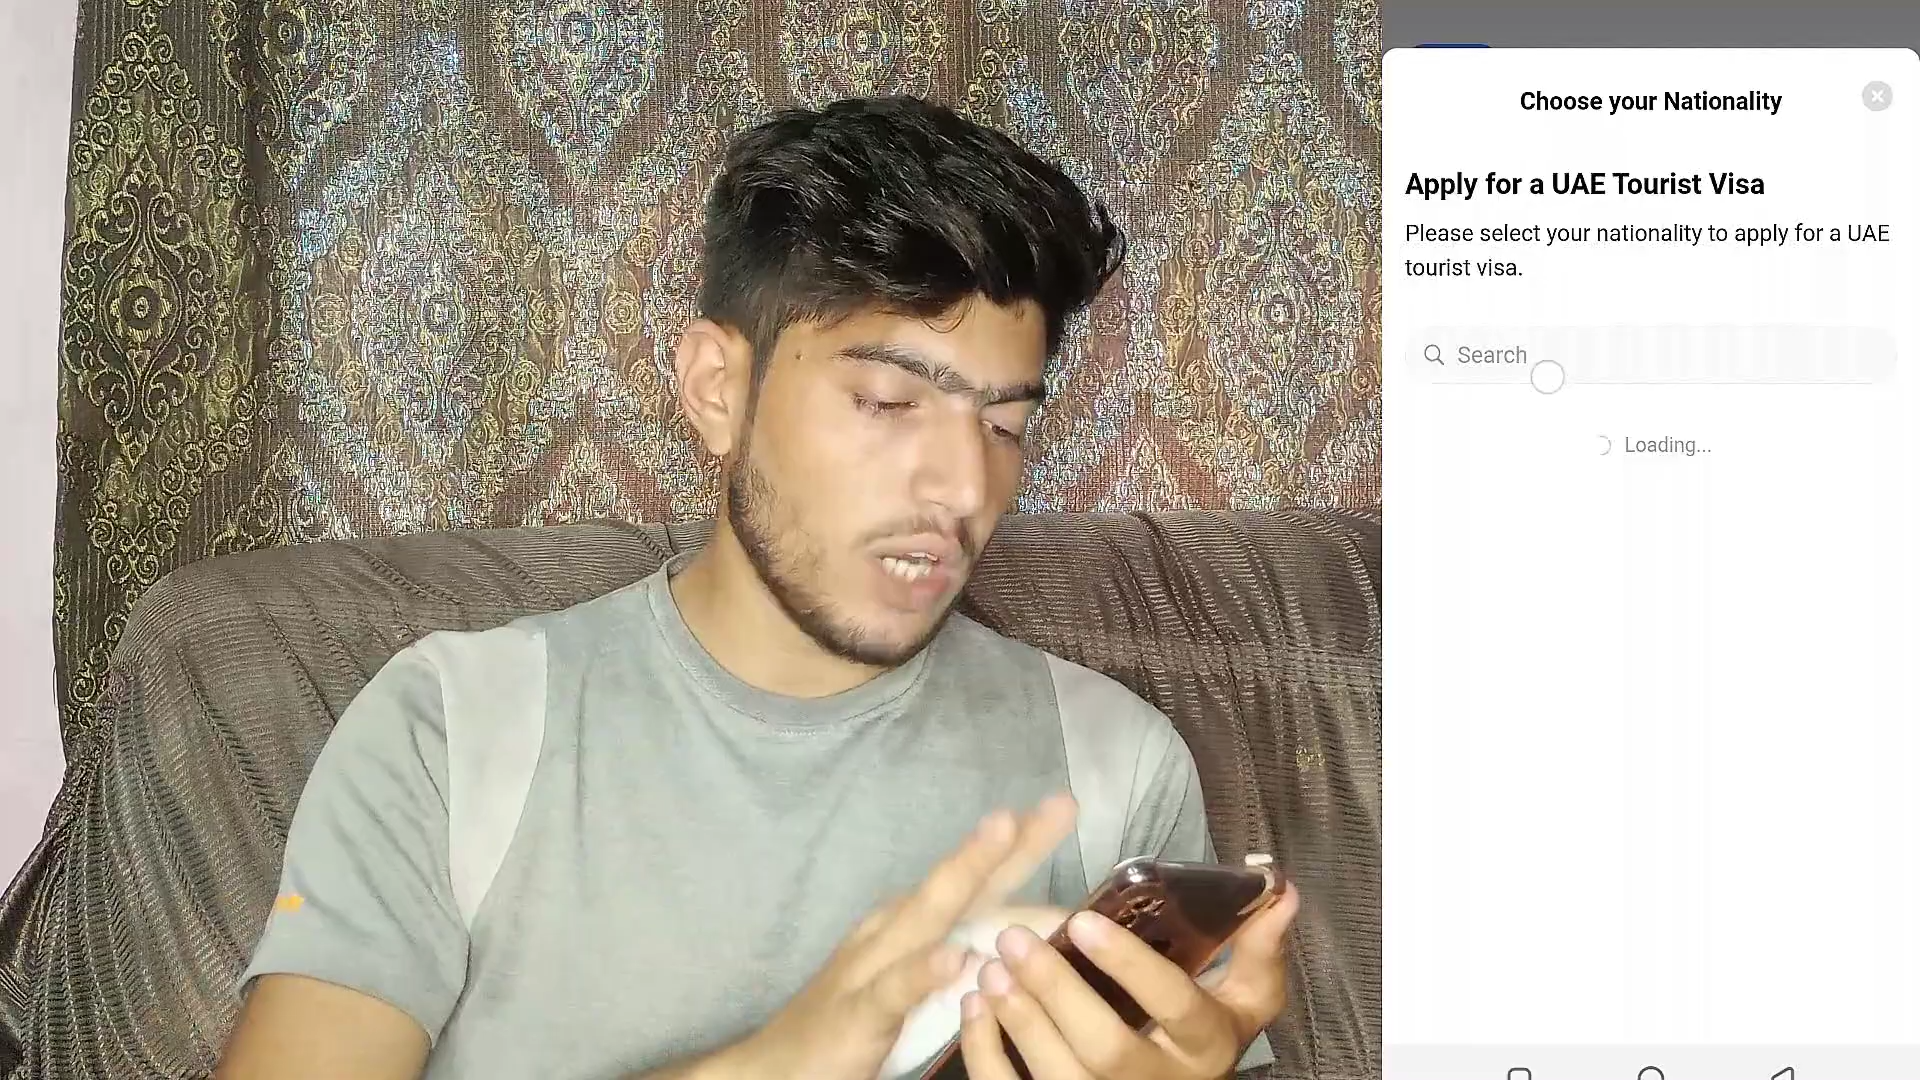 Choose your Nationality
Apply for a UAE Tourist Visa
Please select your nationality to apply for a UAE
tourist visa.
Search
Loading...